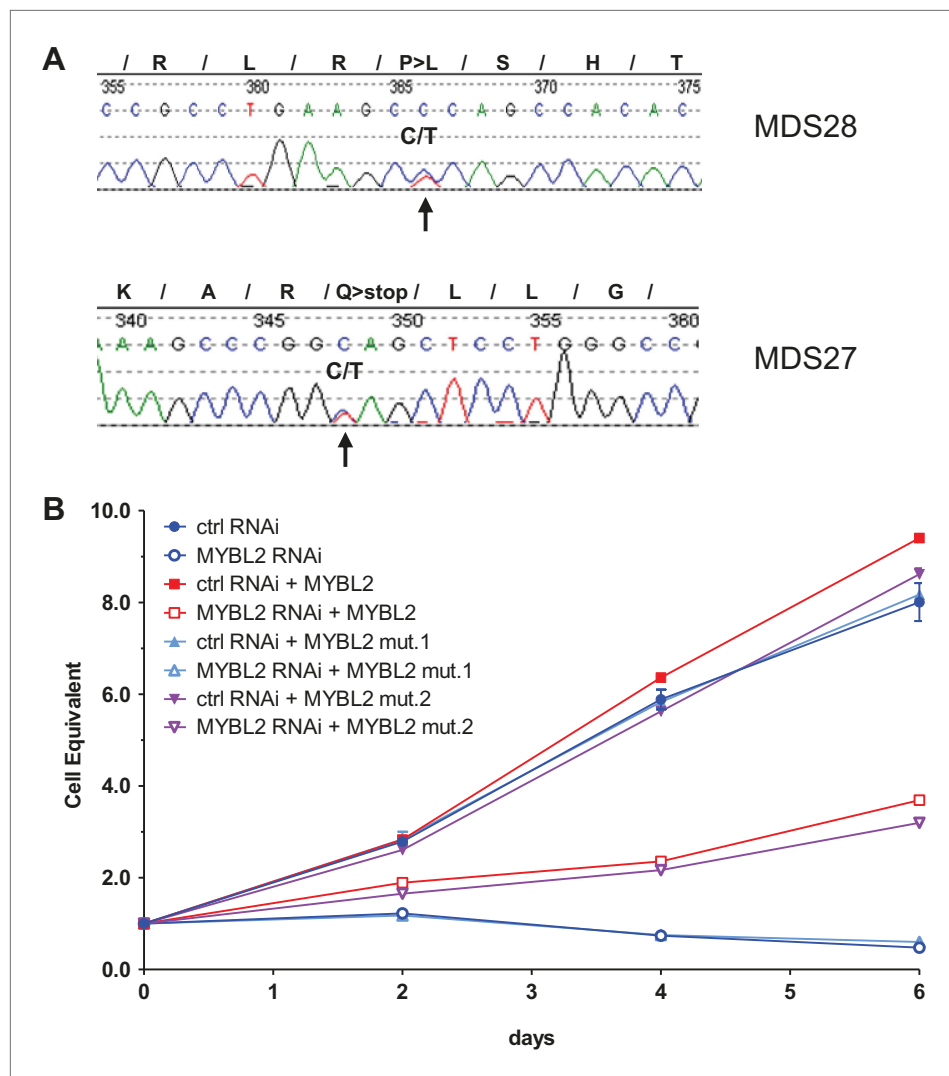 A
/ R / L / R / P>L / S / H / T
355 360 365 370 375
C C G C C T G A A G C C C A G C C A C A C
C/T
MDS28
K / A / R / Q>stop / L / L / G /
340 345 350 355 360
A A A G C C C G G C A G C T C C T G G G C C
C/T
MDS27
B
10.0
8.0
6.0
4.0
2.0
0.0
Cell Equivalent
ctrl RNAi
MYBL2 RNAi
ctrl RNAi + MYBL2
MYBL2 RNAi + MYBL2
ctrl RNAi + MYBL2 mut.1
MYBL2 RNAi + MYBL2 mut.1
ctrl RNAi + MYBL2 mut.2
MYBL2 RNAi + MYBL2 mut.2
0 1 2 3 4 5 6
days